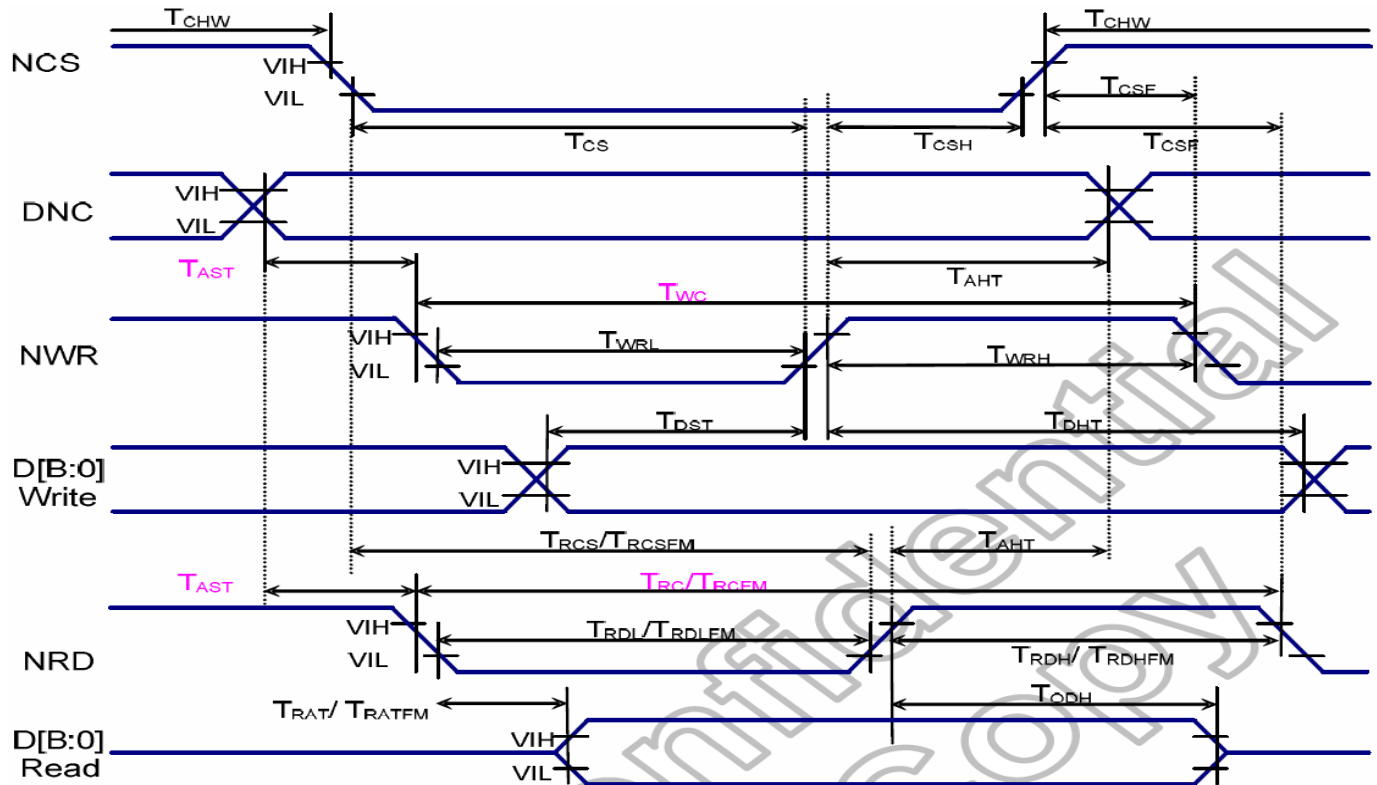 TCHW
TCHW
NCS
VIH
VIL
TCSF
TCS
TCSH
TCSF
DNC
VIH
VIL
TAST
TAHT
TWC
NWR
VIH
VIL
TWRL
TWRH
TDST
TDHT
D[B:0]
Write
VIH
VIL
TRCS/TRCSFM
TAHT
TAST
TRC/TRCFM
NRD
VIH
VIL
TRDL/TRDLFM
TRDH/ TRDHFM
TRAT/ TRATFM
TODH
D[B:0]
Read
VIH
VIL
nfidential
Copy